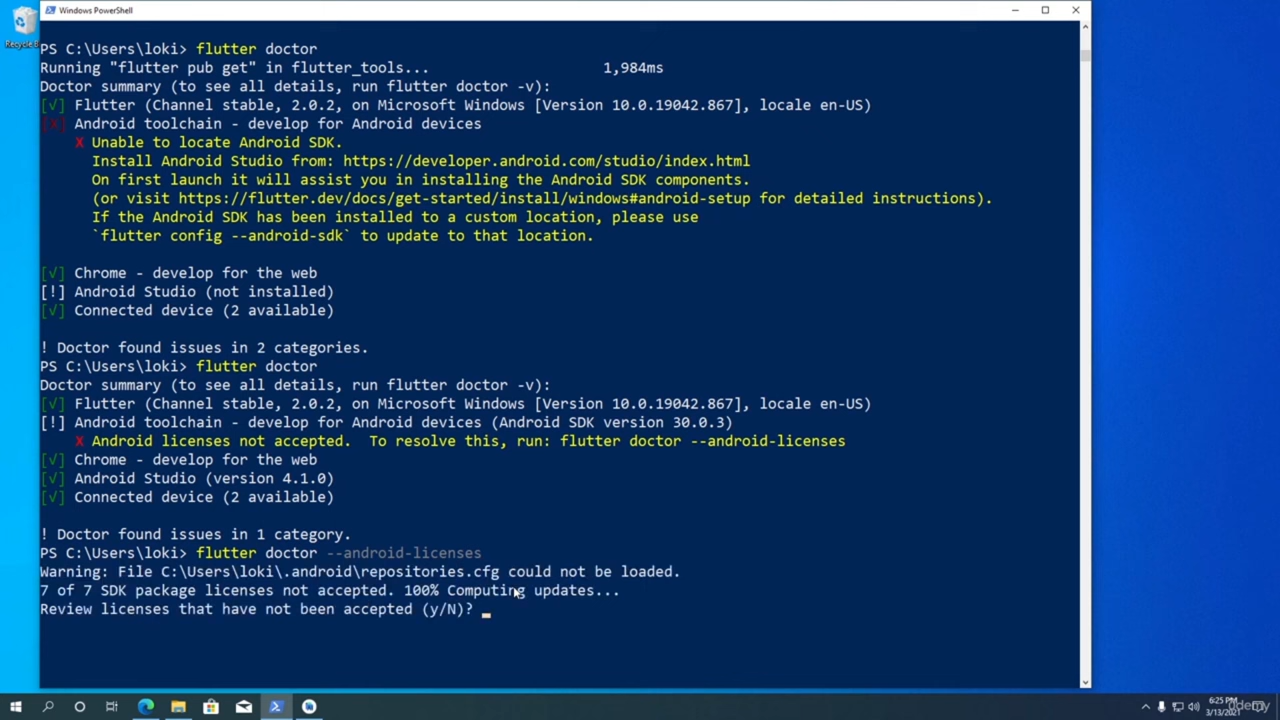 Windows PowerShell
PS C:\Users\loki> flutter doctor
Running "flutter pub get" in flutter_tools... 1,984ms
Doctor summary (to see all details, run flutter doctor -v):
[√] Flutter (Channel stable, 2.0.2, on Microsoft Windows [Version 10.0.19042.867], locale en-US)
[X] Android toolchain - develop for Android devices
X Unable to locate Android SDK.
Install Android Studio from: https://developer.android.com/studio/index.html
On first launch it will assist you in installing the Android SDK components.
(or visit https://flutter.dev/docs/get-started/install/windows#android-setup for detailed instructions).
If the Android SDK has been installed to a custom location, please use
`flutter config --android-sdk` to update to that location.
[√] Chrome - develop for the web
[!] Android Studio (not installed)
[√] Connected device (2 available)
! Doctor found issues in 2 categories.
PS C:\Users\loki> flutter doctor
Doctor summary (to see all details, run flutter doctor -v):
[√] Flutter (Channel stable, 2.0.2, on Microsoft Windows [Version 10.0.19042.867], locale en-US)
[!] Android toolchain - develop for Android devices (Android SDK version 30.0.3)
X Android licenses not accepted.  To resolve this, run: flutter doctor --android-licenses
[√] Chrome - develop for the web
[√] Android Studio (version 4.1.0)
[√] Connected device (2 available)
! Doctor found issues in 1 category.
PS C:\Users\loki> flutter doctor --android-licenses
Warning: File C:\Users\loki\.android\repositories.cfg could not be loaded.
7 of 7 SDK package licenses not accepted. 100% Computing updates...
Review licenses that have not been accepted (y/N)?
Recycle
6:25 PM
3/13/2021
udemy